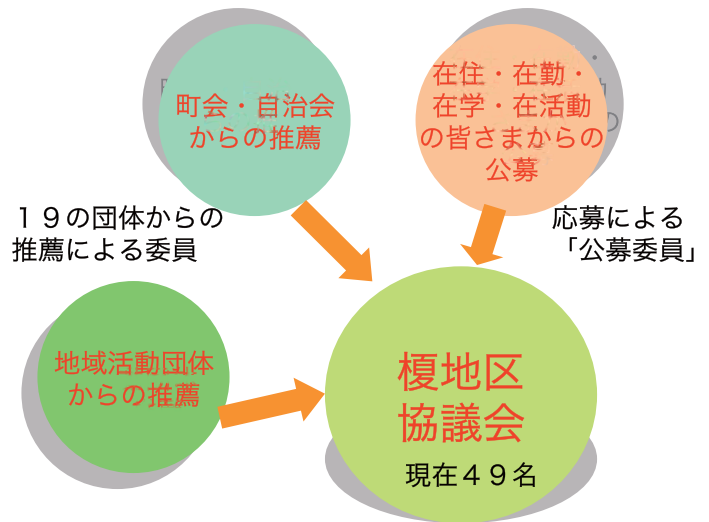 町会・自治会
からの推薦
在住・在勤・
在学・在活動
の皆さまからの
公募
１９の団体からの
推薦による委員
応募による
「公募委員」
地域活動団体
からの推薦
榎地区
協議会
現在４９名